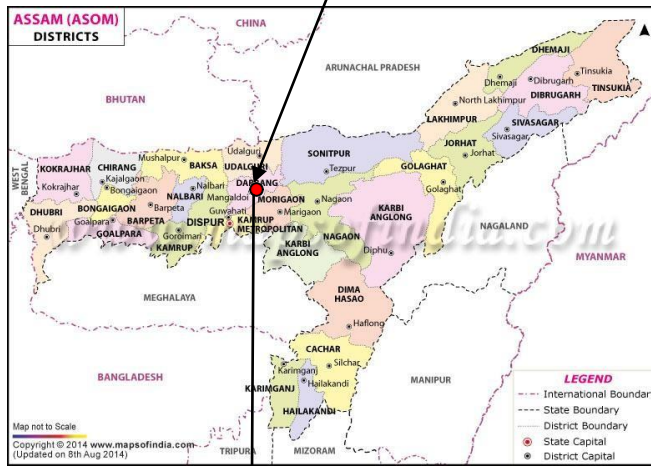 ASSAM (ASOM)
DISTRICTS
CHINA
ARUNACHAL PRADESH
BHUTAN
DHEMAJI
Dhemaji
Dibrugarh
Tinsukia
TINSUKIA
DIBRUGARH
North Lakhimpur
LAKHIMPUR
SIVASAGAR
Sivasagar
JORHAT
Jorhat
WEST BENGAL
KOKRAJHAR
Kokrajhar
CHIRANG
Kajalgaon
Bongaigaon
BONGAIGAON
Mushalpur
BAKSA
Udalguri
UDALGURI
SONITPUR
Tezpur
GOLAGHAT
Golaghat
Nalbari
NALBARI
Mangaldoi
DARRANG
MORIGAON
Marigaon
Nagaon
DHUBRI
Dhubri
Goalpara
GOALPARA
Barpeta
BARPETA
DISPUR
Guwahati
Goroimari
KAMRUP
KAMRUP
METROPOLITAN
KARBI
ANGLONG
NAGAON
KARBI
ANGLONG
Diphu
NAGALAND
MYANMAR
www.mapsofindia.com
MEGHALAYA
DIMA
HASAO
Haflong
CACHAR
Silchar
Karimganj
KARIMGANJ
Hailakandi
HAILAKANDI
MANIPUR
BANGLADESH
TRIPURA
MIZORAM
Map not to Scale
Copyright © 2014 www.mapsofindia.com
(Updated on 8th Aug 2014)
LEGEND
International Boundar
State Boundary
District Boundary
State Capital
District Capital